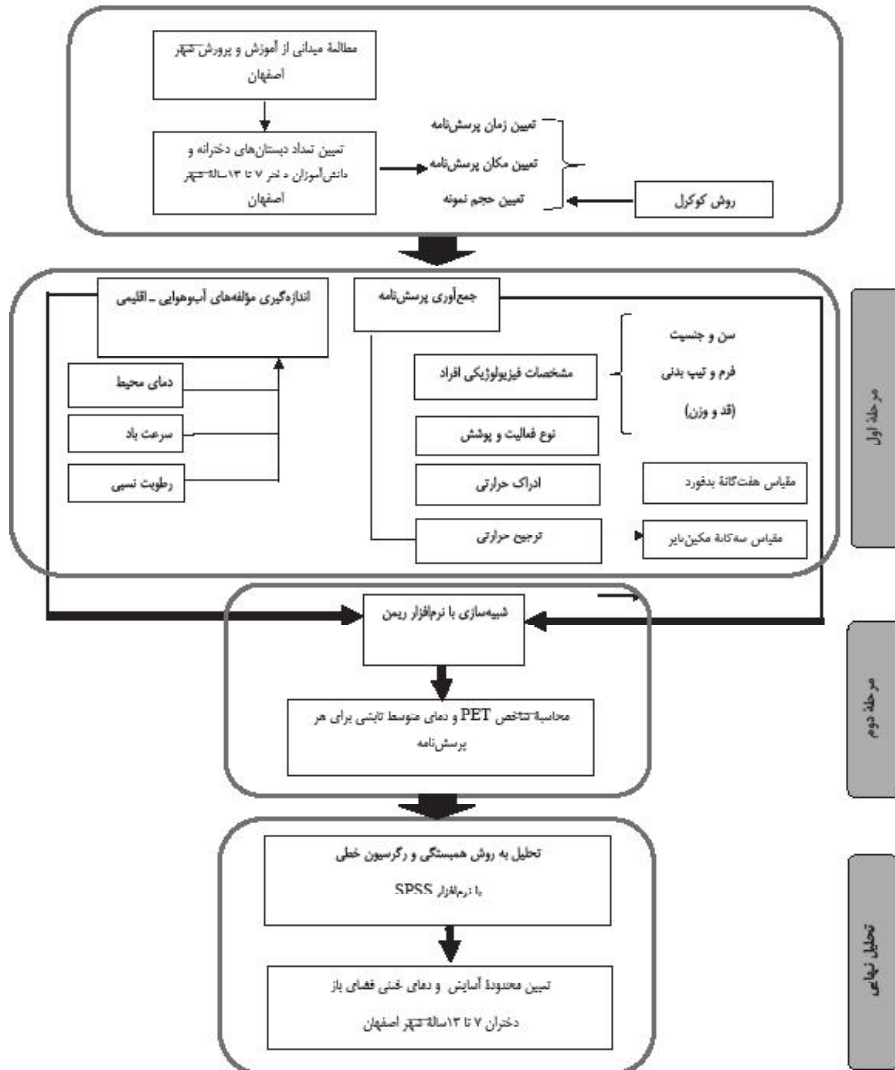 مطالعهٔ میدانی از آموزش و پرورش شهر
اصفهان
تعیین تعداد دبستان‌های دخترانه و
دانش‌آموزان دختر ۷ تا ۱۳سالهٔ شهر
اصفهان
تعیین زمان پرسش‌نامه
تعیین مکان پرسش‌نامه
تعیین حجم نمونه
روش کوکرل
جمع‌آوری پرسش‌نامه
اندازه‌گیری مؤلفه‌های آب‌وهوایی ـ اقلیمی
سن و جنسیت
فرم و تیپ بدنی
(قد و وزن)
مشخصات فیزیولوژیکی افراد
دمای محیط
نوع فعالیت و پوشش
سرعت باد
ادراک حرارتی
مقیاس هفت‌گانهٔ بدفورد
رطوبت نسبی
ترجیح حرارتی
مقیاس سه‌گانهٔ مکین‌تایر
مرحلهٔ اول
شبیه‌سازی با نرم‌افزار ریمن
محاسبهٔ شاخص PET و دمای متوسط تابشی برای هر
پرسش‌نامه
مرحلهٔ دوم
تحلیل به روش همبستگی و رگرسیون خطی
با نرم‌افزار SPSS
تعیین محدودهٔ آسایش و دمای خنثی فضای باز
دختران ۷ تا ۱۳سالهٔ شهر اصفهان
تحلیل نهایی